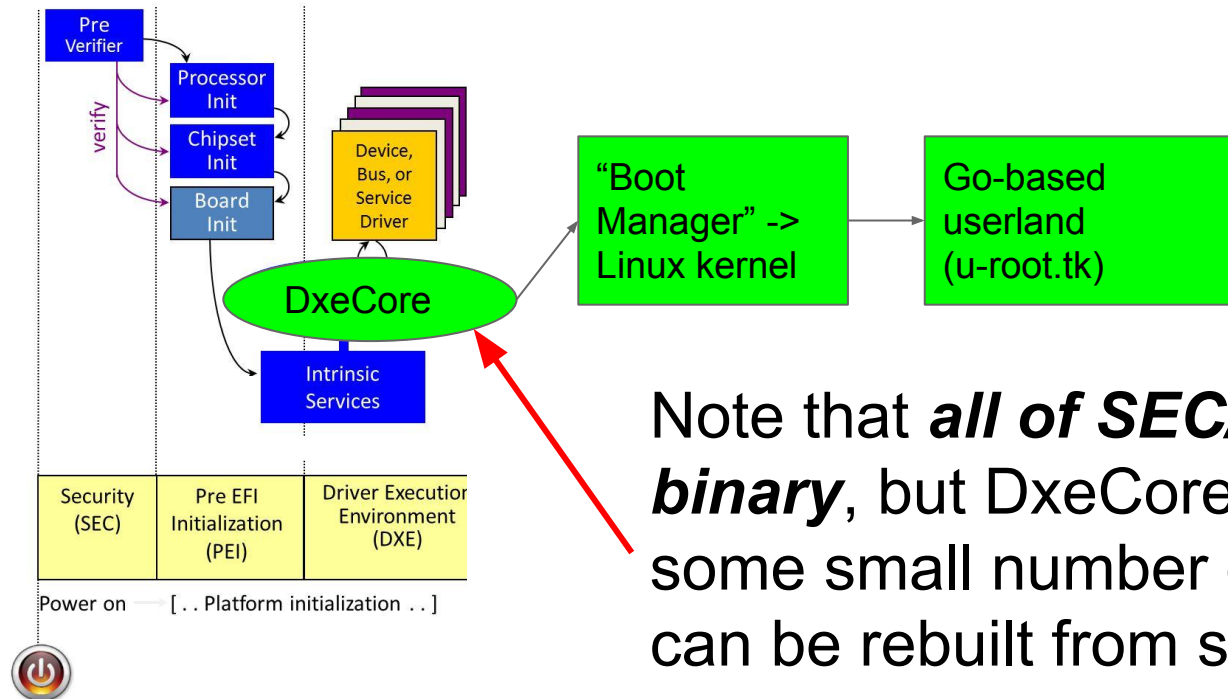 Pre
Verifier
verify
Processor
Init
Chipset
Init
Board
Init
Device,
Bus, or
Service
Driver
DxeCore
Intrinsic
Services
“Boot
Manager” ->
Linux kernel
Go-based
userland
(u-root.tk)
Note that all of SEC
binary, but DxeCore
some small number
can be rebuilt from s
Security
(SEC)
Pre EFI
Initialization
(PEI)
Driver Execution
Environment
(DXE)
Power on [ . . Platform initialization . . ]